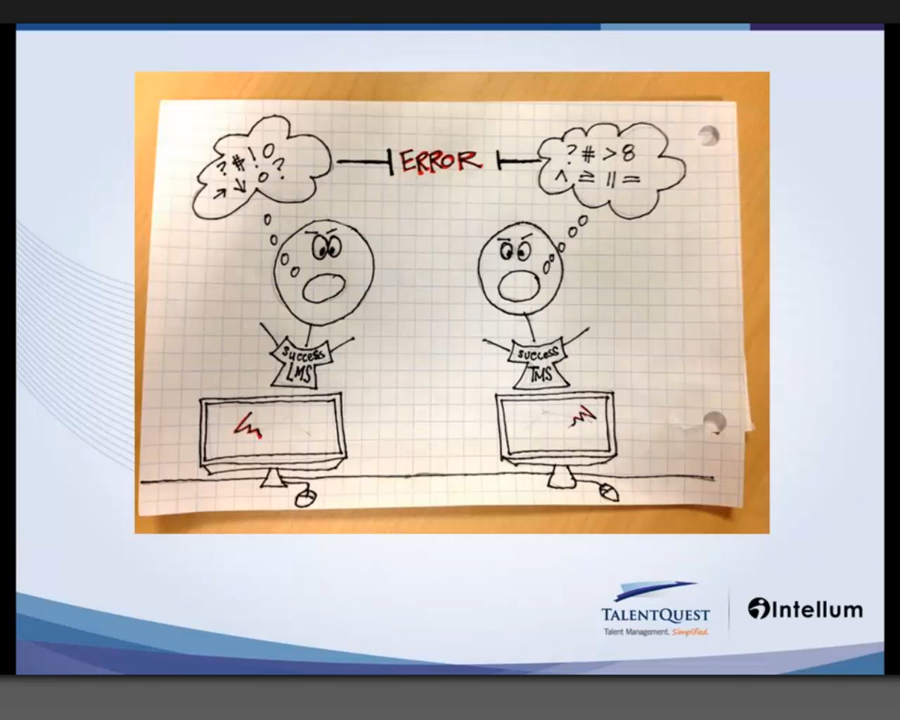 ? # ! 0
↗ ↓ 0 ?
ERROR
? # > 8
^ = || =
success
LMS
success
TMS
TALENTQUEST
Talent Management. Simplified.
Intellum